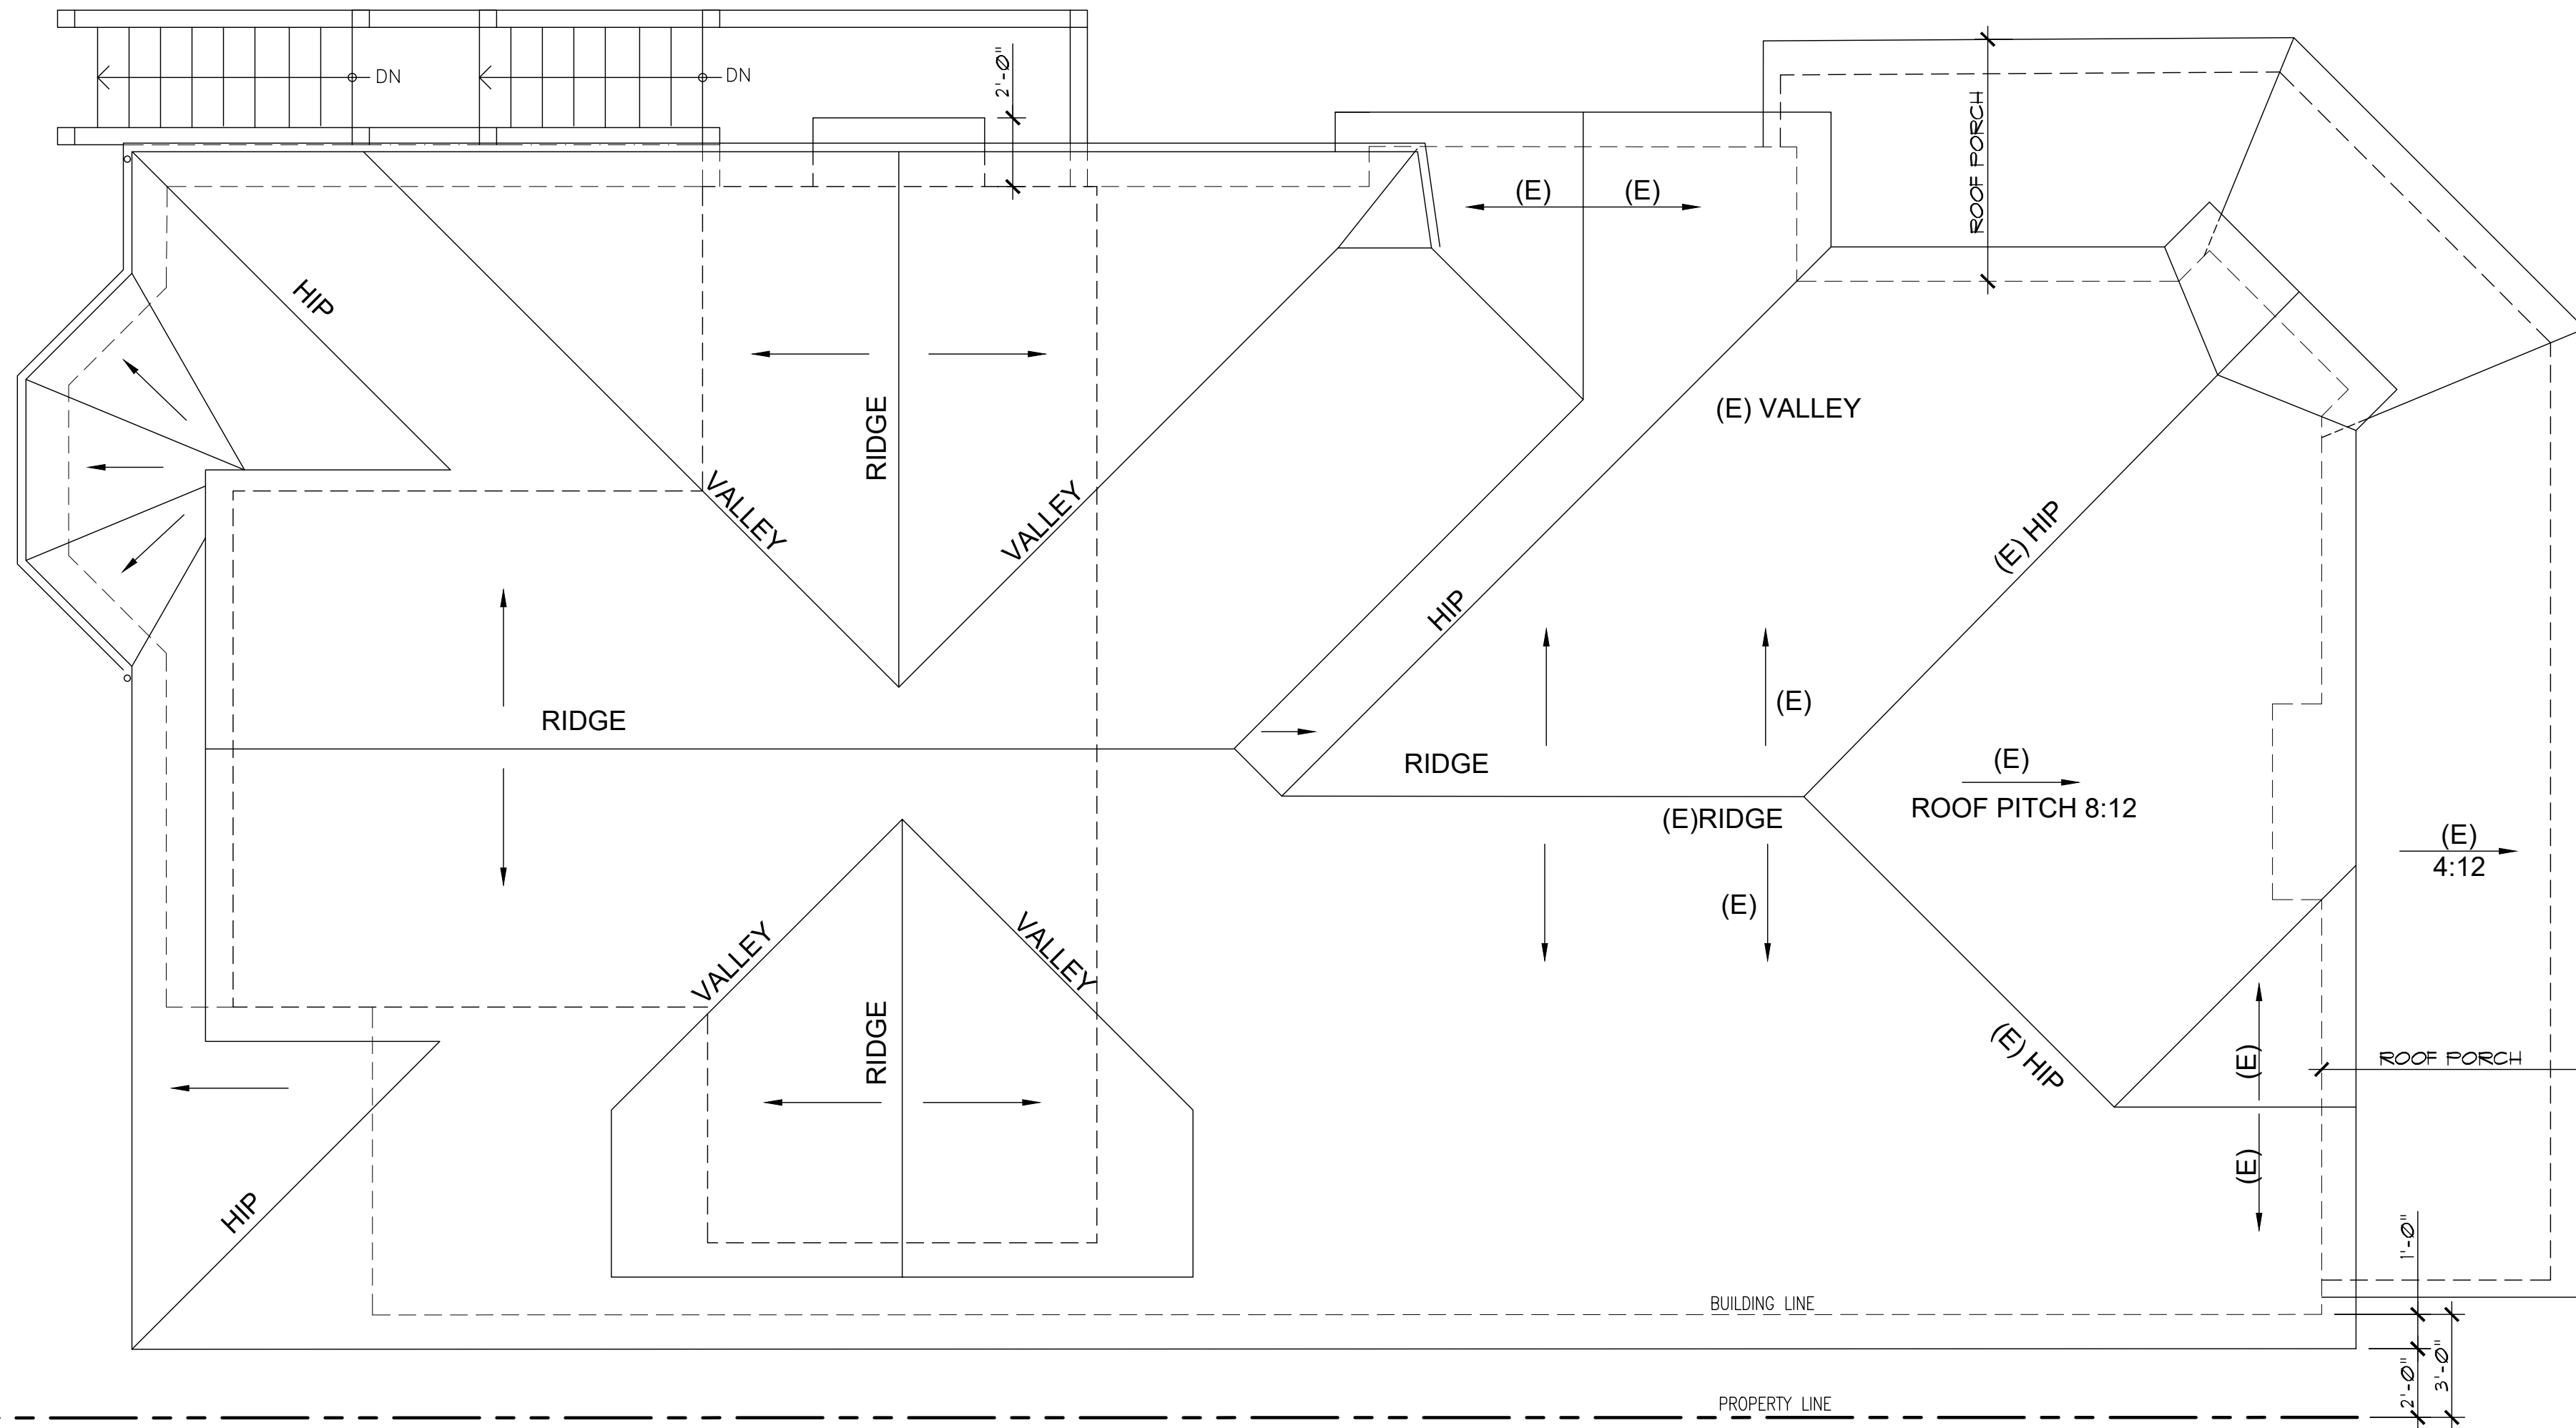 DN
DN
2'-0"
ROOF PORCH
(E)
(E)
HIP
(E) VALLEY
RIDGE
VALLEY
VALLEY
(E) HIP
HIP
(E)
RIDGE
RIDGE
(E)
ROOF PITCH 8:12
(E)RIDGE
(E)
4:12
(E)
VALLEY
VALLEY
RIDGE
(E) HIP
(E)
ROOF PORCH
(E)
HIP
1'-0"
BUILDING LINE
2'-0"
3'-0"
PROPERTY LINE